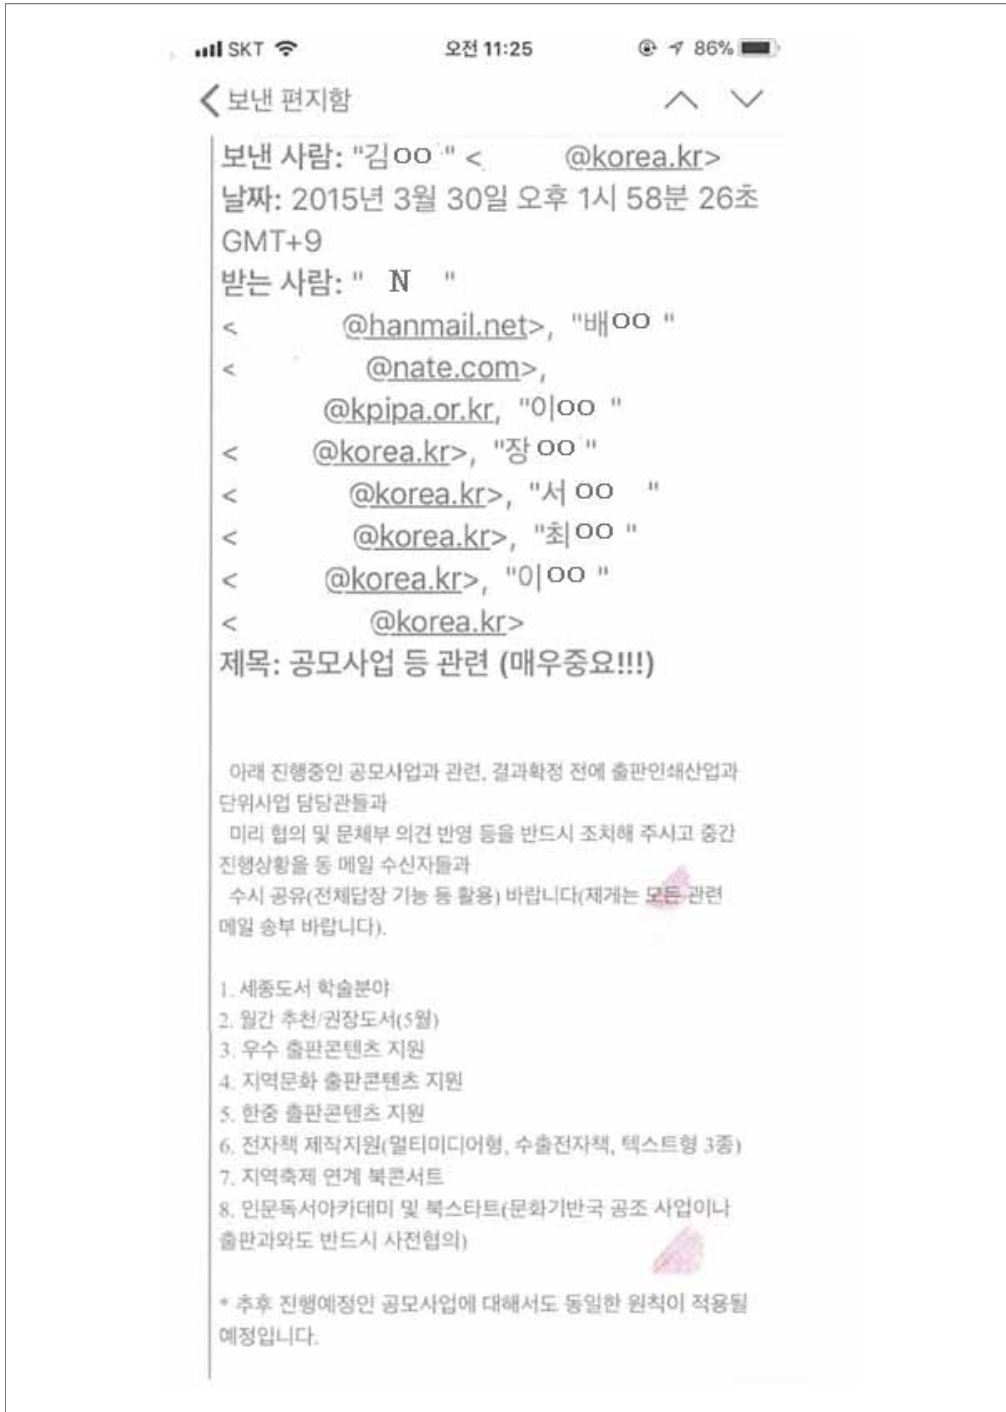 SKT 오전 11:25 86%
보낸 편지함
보낸 사람: "김OO" < @korea.kr>
날짜: 2015년 3월 30일 오후 1시 58분 26초
GMT+9
받는 사람: " N "
< @hanmail.net>, "배OO "
< @nate.com>,
@kpipa.or.kr, "이OO "
< @korea.kr>, "장OO "
< @korea.kr>, "서OO "
< @korea.kr>, "최OO "
< @korea.kr>, "이OO "
< @korea.kr>
제목: 공모사업 등 관련 (매우중요!!!)
아래 진행중인 공모사업과 관련, 결과확정 전에 출판인쇄산업과
단위사업 담당관들과
미리 협의 및 문체부 의견 반영 등을 반드시 조치해 주시고 중간
진행상황을 동 메일 수신자들과
수시 공유(전체답장 기능 등 활용) 바랍니다(제게는 모든 관련
메일 송부 바랍니다).
1. 세종도서 학술분야
2. 월간 추천/권장도서(5월)
3. 우수 출판콘텐츠 지원
4. 지역문화 출판콘텐츠 지원
5. 한중 출판콘텐츠 지원
6. 전자책 제작지원(멀티미디어형, 수출전자책, 텍스트형 3종)
7. 지역축제 연계 북콘서트
8. 인문독서아카데미 및 북스타트(문화기반국 공조 사업이나
출판과와도 반드시 사전협의)
* 추후 진행예정인 공모사업에 대해서도 동일한 원칙이 적용될
예정입니다.